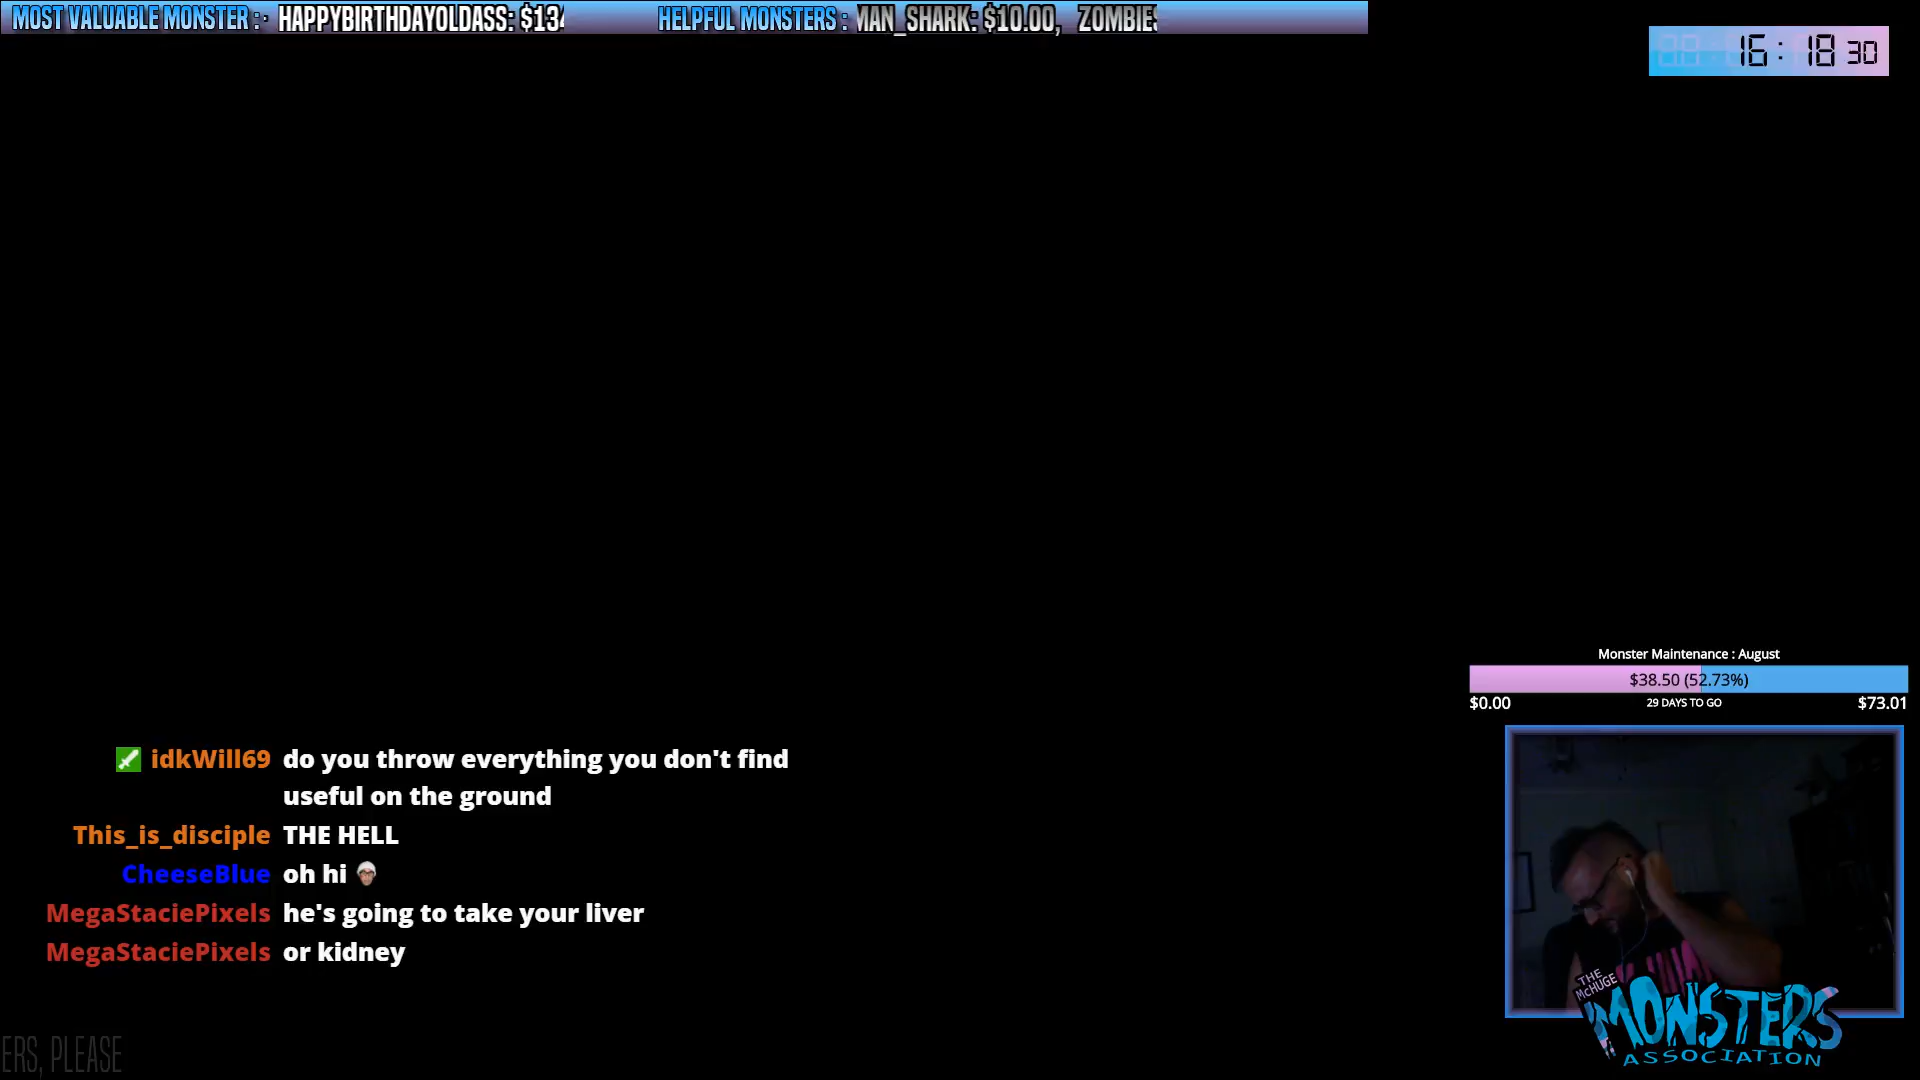 MOST VALUABLE MONSTER : HAPPYBIRTHDAYOLDASS: $134 HELPFUL MONSTERS : MAN_SHARK: $10.00, ZOMBIES
16:18 30
Monster Maintenance : August
$38.50 (52.73%)
$0.00 29 DAYS TO GO $73.01
idkWill69 do you throw everything you don't find
useful on the ground
This_is_disciple THE HELL
CheeseBlue oh hi
MegaStaciePixels he's going to take your liver
MegaStaciePixels or kidney
THE
MCHUGE
MONSTERS
ASSOCIATION
ERS, PLEASE